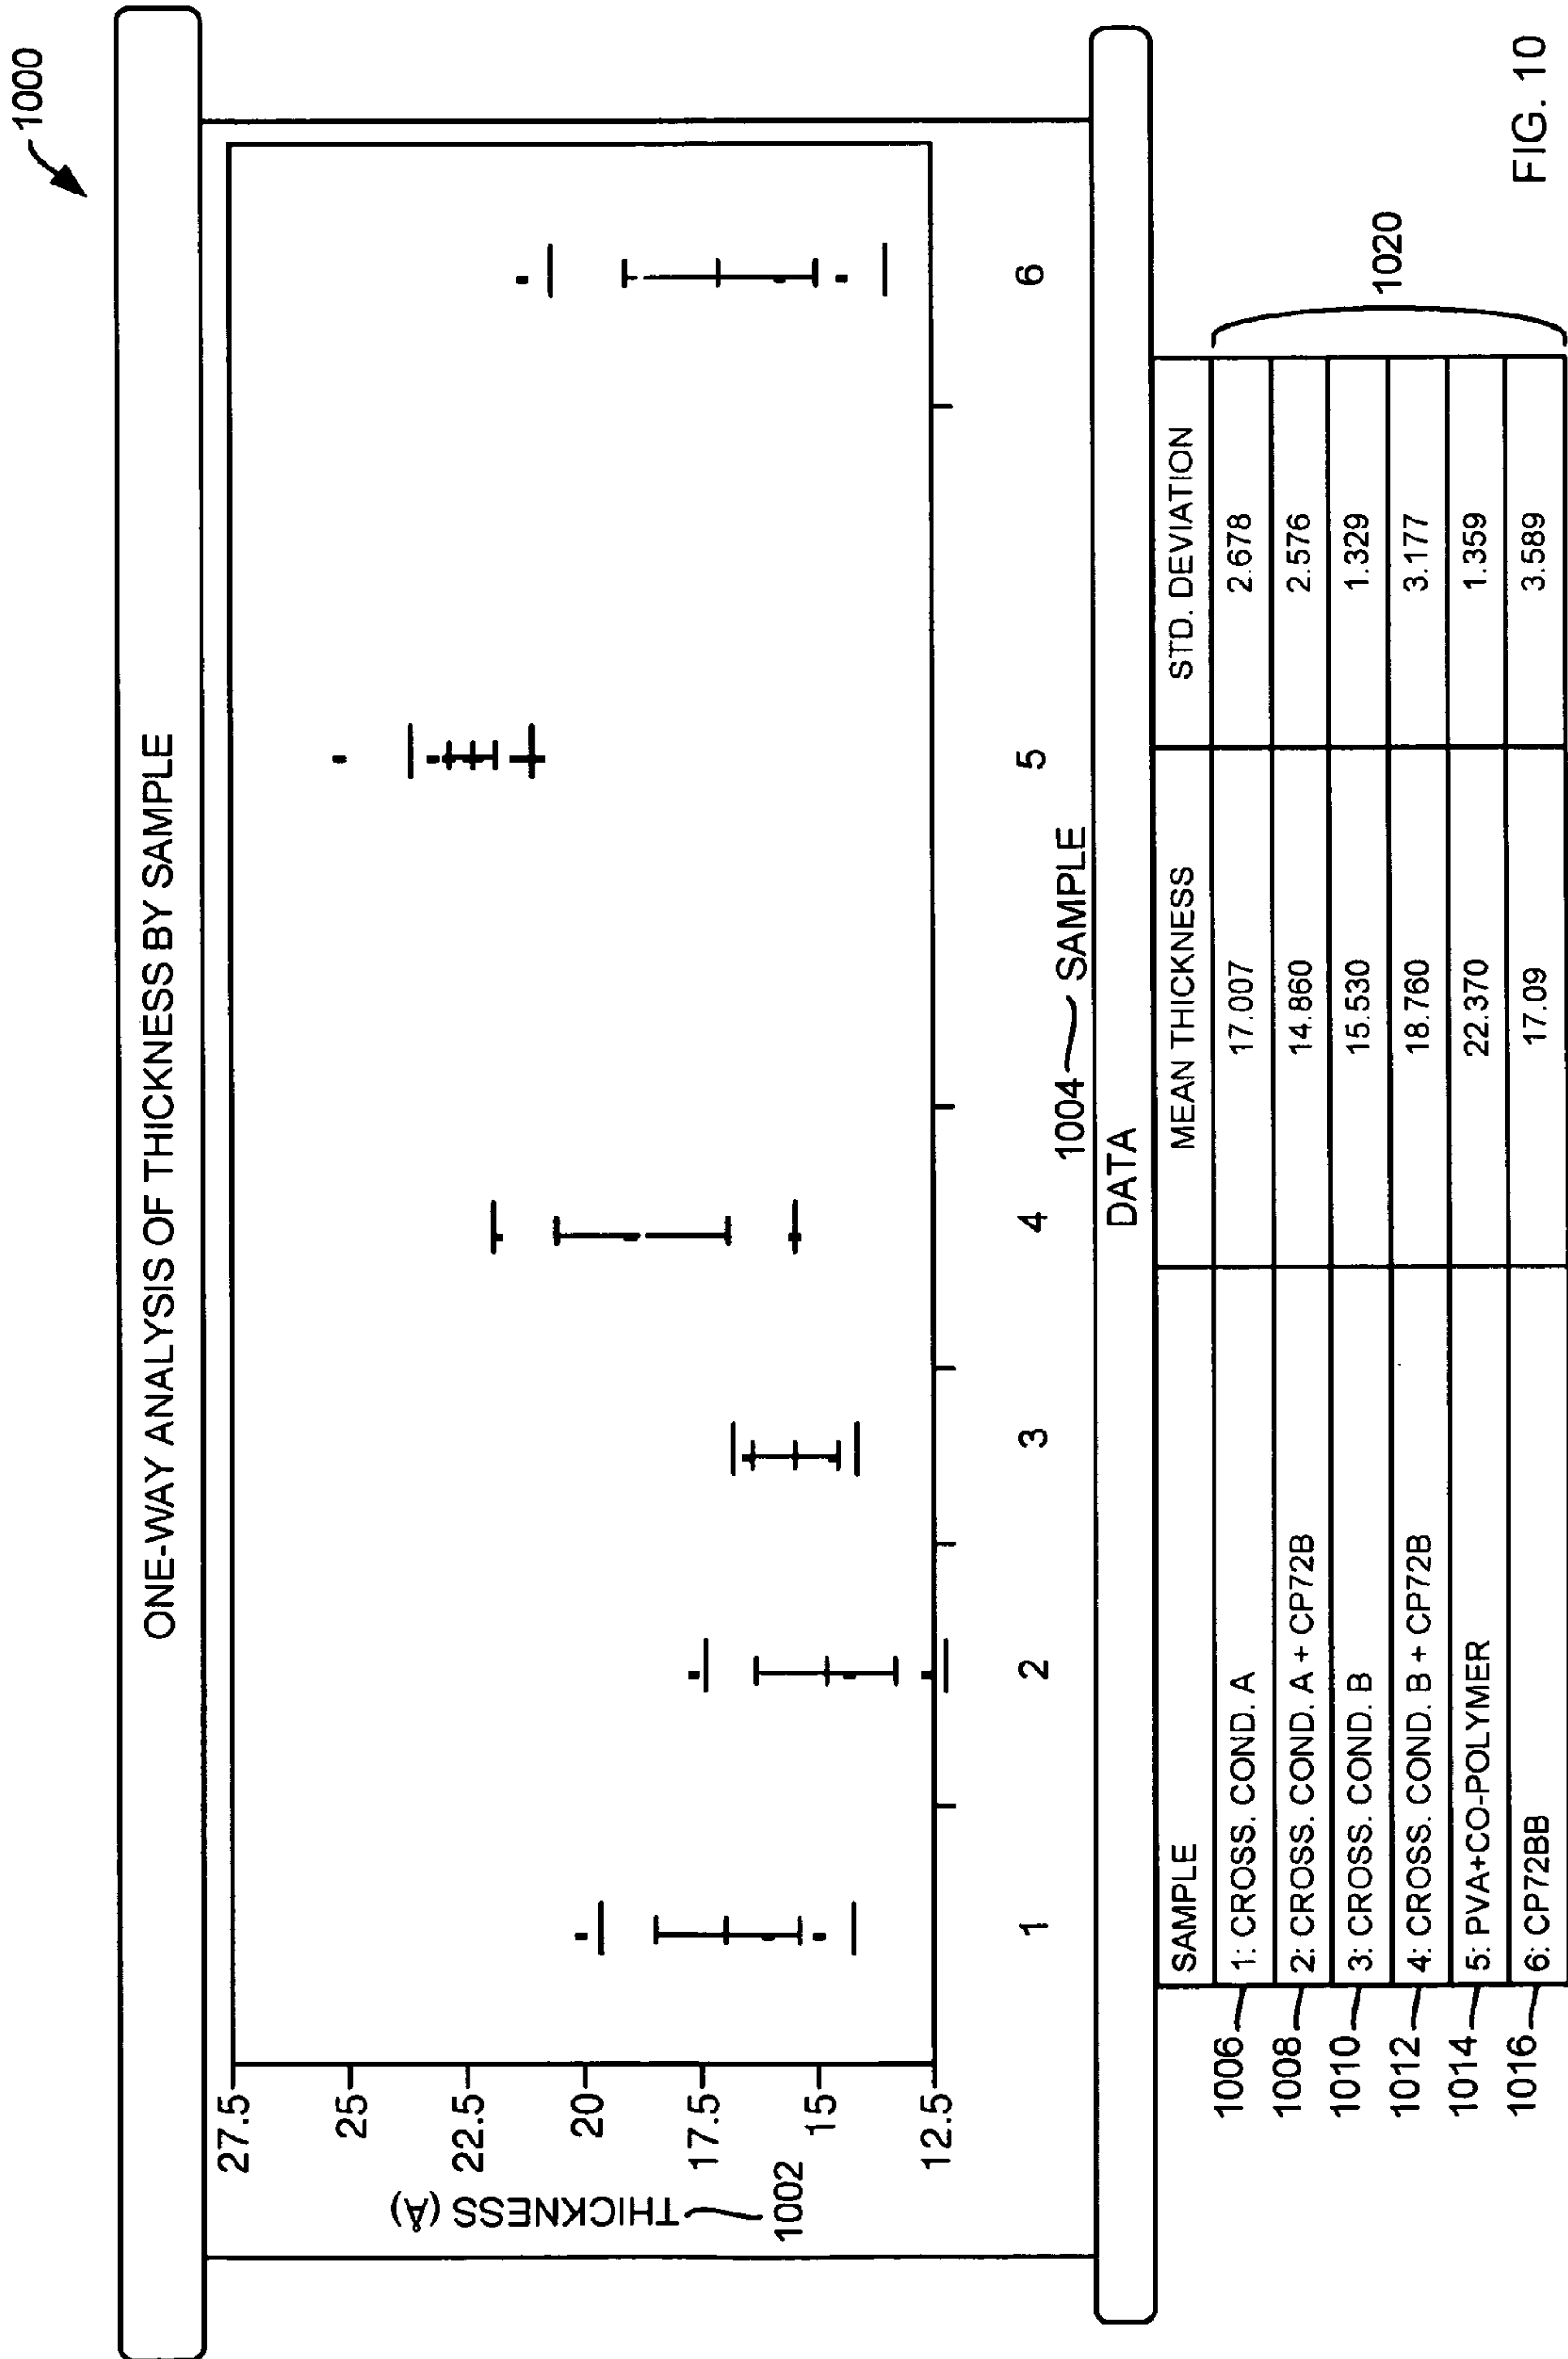 1000
ONE-WAY ANALYSIS OF THICKNESS BY SAMPLE
27.5
25
22.5
20
17.5
15
12.5
THICKNESS (Å)
1002
1 2 3 4 5 6
1004 SAMPLE
DATA
SAMPLE MEAN THICKNESS STD. DEVIATION
1006 1: CROSS. COND. A 17.007 2.678
1008 2: CROSS. COND. A + CP72B 14.860 2.576
1010 3: CROSS. COND. B 15.530 1.329
1012 4: CROSS. COND. B + CP72B 18.760 3.177
1014 5: PVA+CO-POLYMER 22.370 1.359
1016 6: CP72BB 17.09 3.589
1020
FIG. 10